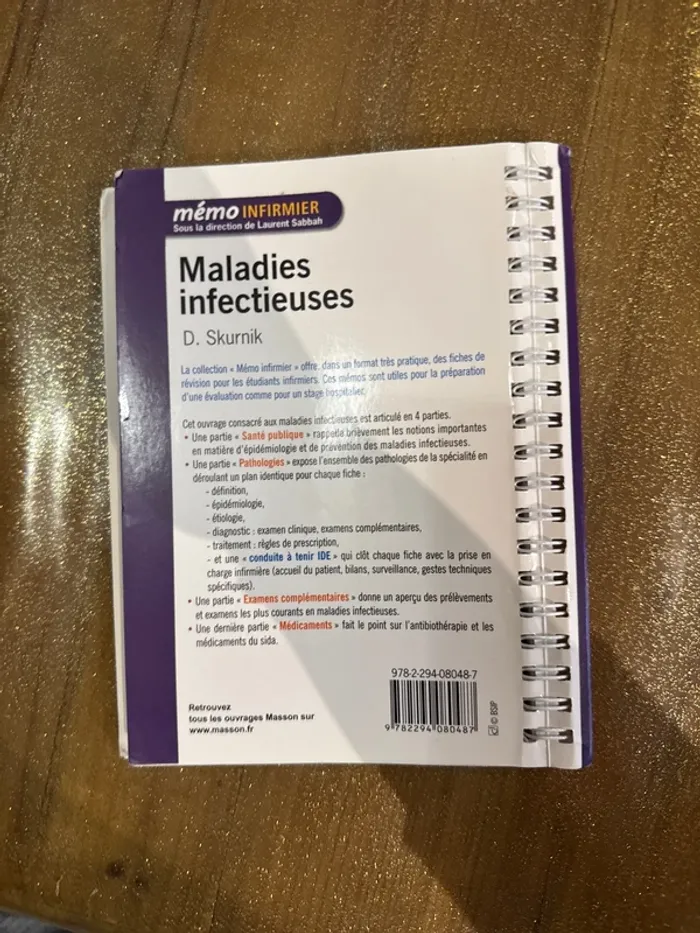 mémo INFIRMIER
Sous la direction de Laurent Sabbah
Maladies
infectieuses
D. Skurnik
La collection « Mémo infirmier » offre, dans un format très pratique, des fiches de
révision pour les étudiants infirmiers. Ces mémos sont utiles pour la préparation
d'une évaluation comme pour un stage hospitalier.
Cet ouvrage consacré aux maladies infectieuses est articulé en 4 parties.
• Une partie « Santé publique » rappelle brièvement les notions importantes
en matière d'épidémiologie et de prévention des maladies infectieuses.
• Une partie « Pathologies » expose l'ensemble des pathologies de la spécialité en
déroulant un plan identique pour chaque fiche :
- définition,
- épidémiologie,
- étiologie,
- diagnostic : examen clinique, examens complémentaires,
- traitement : règles de prescription,
- et une « conduite à tenir IDE » qui clôt chaque fiche avec la prise en
charge infirmière (accueil du patient, bilans, surveillance, gestes techniques
spécifiques).
• Une partie « Examens complémentaires » donne un aperçu des prélèvements
et examens les plus courants en maladies infectieuses.
• Une dernière partie « Médicaments » fait le point sur l'antibiothérapie et les
médicaments du sida.
978-2-294-08048-7
9 782294 080487
© BSIP
Retrouvez
tous les ouvrages Masson sur
www.masson.fr